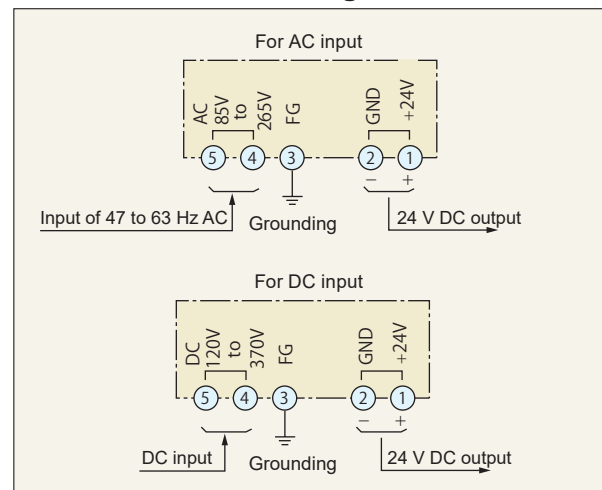 For AC input
AC
85V
to
265V
FG
GND
+24V
5
4
3
2
1
−
+
Input of 47 to 63 Hz AC
Grounding
24 V DC output
For DC input
DC
120V
to
370V
FG
GND
+24V
5
4
3
2
1
−
+
DC input
Grounding
24 V DC output